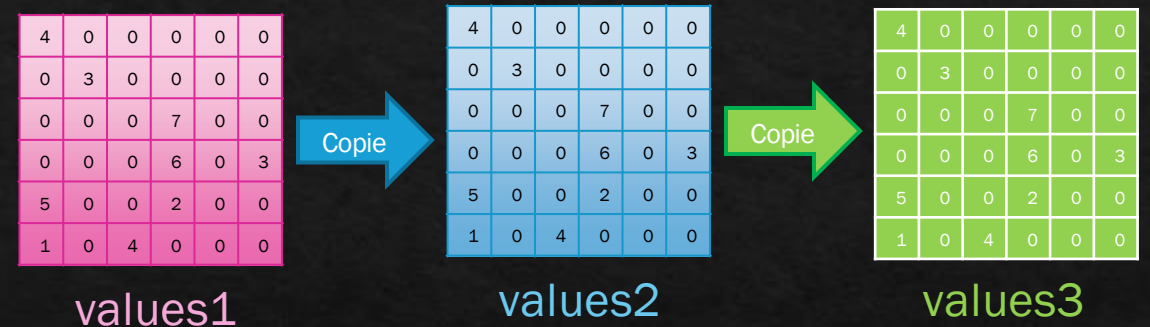 4 0 0 0 0 0
0 3 0 0 0 0
0 0 0 7 0 0
0 0 0 6 0 3
5 0 0 2 0 0
1 0 4 0 0 0
values1
Copie
4 0 0 0 0 0
0 3 0 0 0 0
0 0 0 7 0 0
0 0 0 6 0 3
5 0 0 2 0 0
1 0 4 0 0 0
values2
Copie
4 0 0 0 0 0
0 3 0 0 0 0
0 0 0 7 0 0
0 0 0 6 0 3
5 0 0 2 0 0
1 0 4 0 0 0
values3